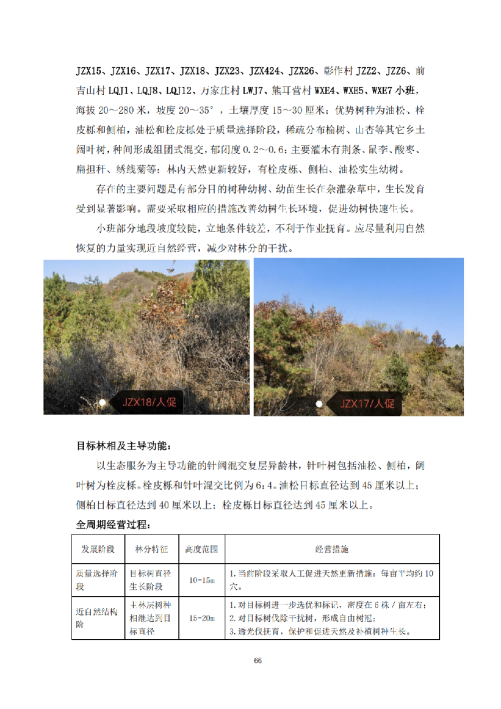 JZX15、JZX16、JZX17、JZX18、JZX23、JZX424、JZX26、彰作村 JZZ2、JZZ6、前
吉山村 LQJ1、LQJ8、LQJ12、万家庄村 LWJ7、熊耳营村 WXE4、WXE5、WXE7 小班，
海拔 20～280 米，坡度 20～35°，土壤厚度 15～30 厘米；优势树种为油松、栓
皮栎和侧柏，油松和栓皮栎处于质量选择阶段，稀疏分布榆树、山杏等其它乡土
阔叶树，种间形成组团式混交，郁闭度 0.2～0.6；主要灌木有荆条、鼠李、酸枣、
扁担秆、绣线菊等；林内天然更新较好，有栓皮栎、侧柏、油松实生幼树。
存在的主要问题是有部分目的树种幼树、幼苗生长在杂灌杂草中，生长发育
受到显著影响。需要采取相应的措施改善幼树生长环境，促进幼树快速生长。
小班部分地段坡度较陡，立地条件较差，不利于作业抚育。应尽量利用自然
恢复的力量实现近自然经营，减少对林分的干扰。
JZX18/人促
JZX17/人促
目标林相及主导功能：
以生态服务为主导功能的针阔混交复层异龄林，针叶树包括油松、侧柏，阔
叶树为栓皮栎。栓皮栎和针叶混交比例为 6：4。油松目标直径达到 45 厘米以上；
侧柏目标直径达到 40 厘米以上；栓皮栎目标直径达到 45 厘米以上。
全周期经营过程：
发展阶段 林分特征 高度范围 经营措施
质量选择阶段 目标树直径生长阶段 10-15m 1.当前阶段采取人工促进天然更新措施；每亩平均约 10 穴。
近自然结构阶 主林层树种相继达到目标直径 15-20m 1.对目标树进一步选优和标记，密度在 6 株/亩左右；
2.对目标树伐除干扰树，形成自由树冠；
3.透光伐抚育，保护和促进天然及补植树种生长。
66